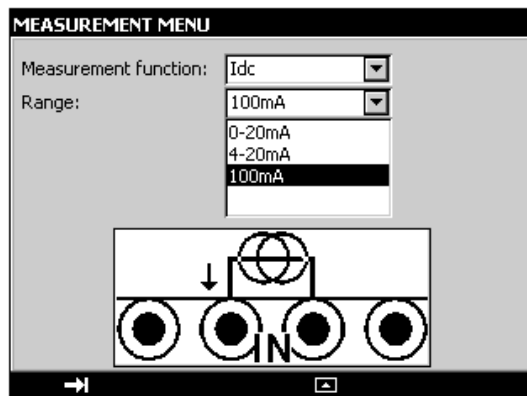 MEASUREMENT MENU
Measurement function: Idc
Range: 100mA
0-20mA
4-20mA
100mA
IN